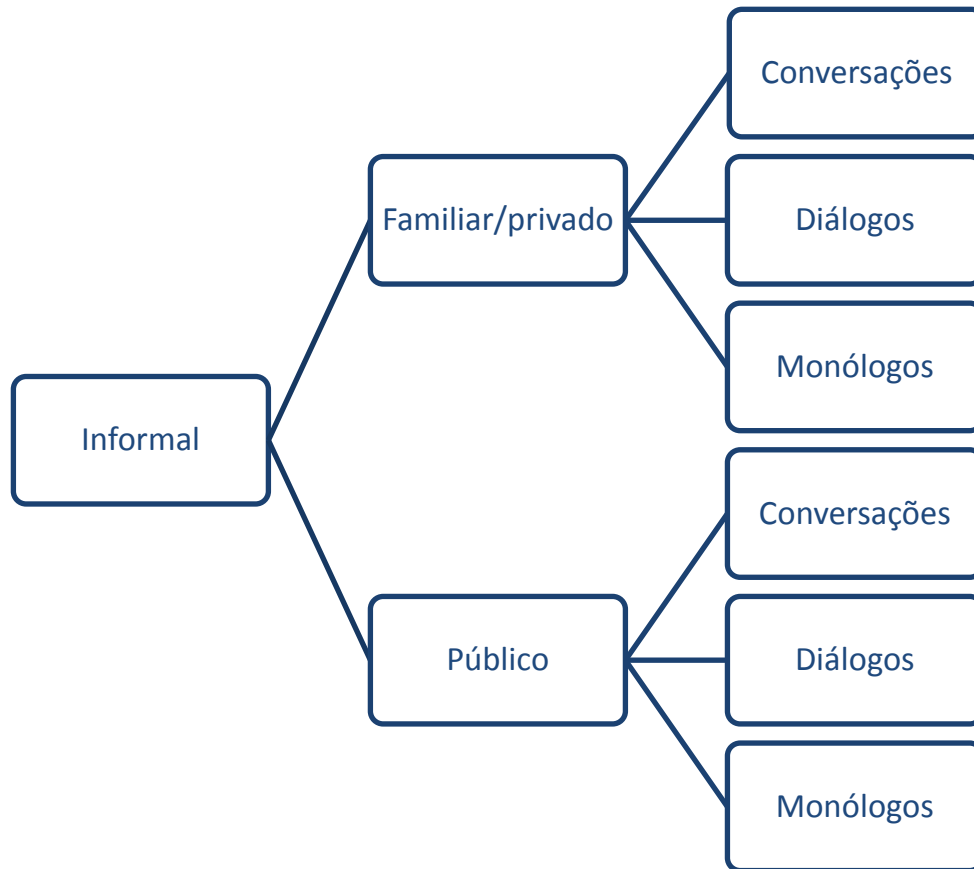 Informal
Familiar/privado
Conversações
Diálogos
Monólogos
Público
Conversações
Diálogos
Monólogos